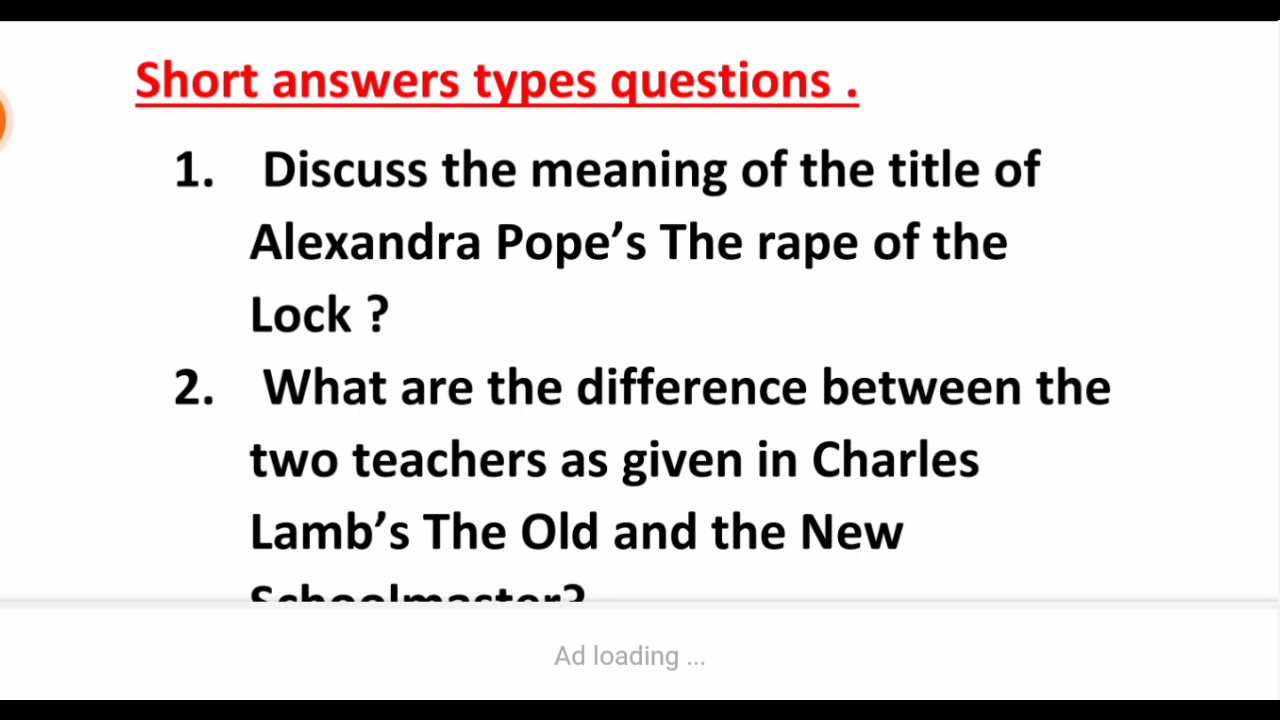 Short answers types questions .
1. Discuss the meaning of the title of
Alexandra Pope’s The rape of the
Lock ?
2. What are the difference between the
two teachers as given in Charles
Lamb’s The Old and the New
Schoolmaster?
Ad loading ...